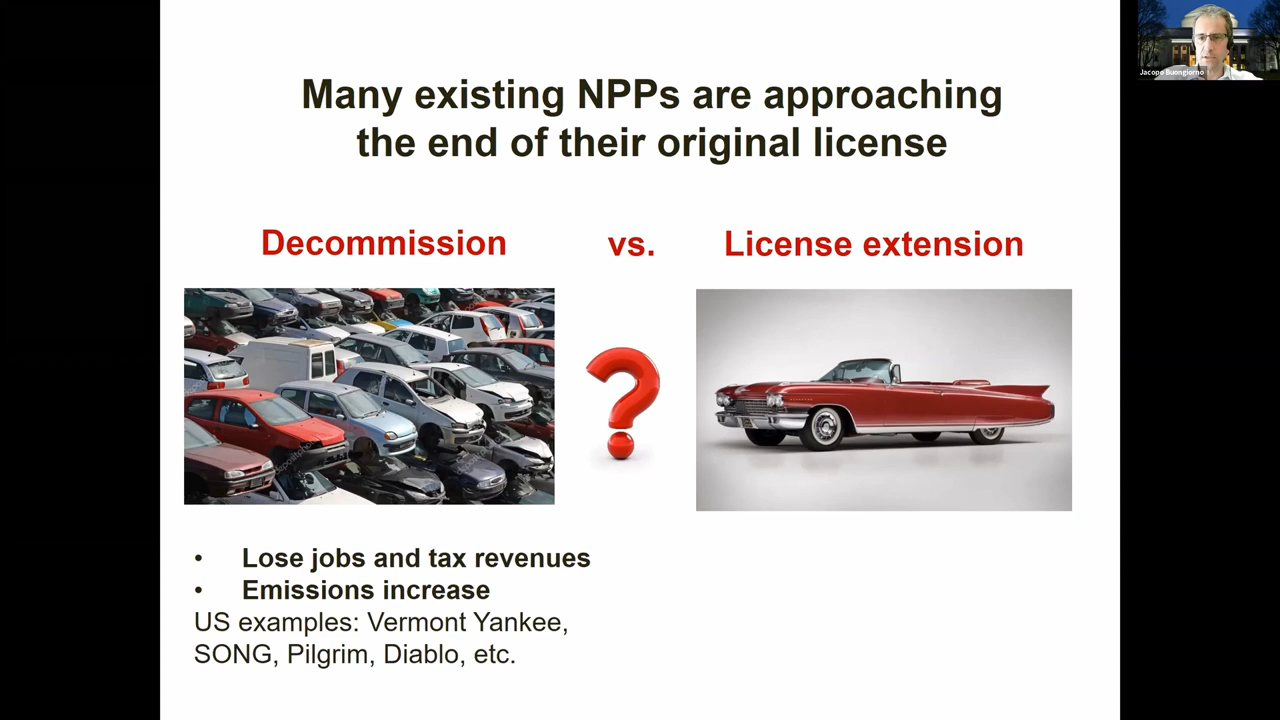 Jacopo Buongiorno
Many existing NPPs are approaching
the end of their original license
Decommission vs. License extension
• Lose jobs and tax revenues
• Emissions increase
US examples: Vermont Yankee,
SONG, Pilgrim, Diablo, etc.